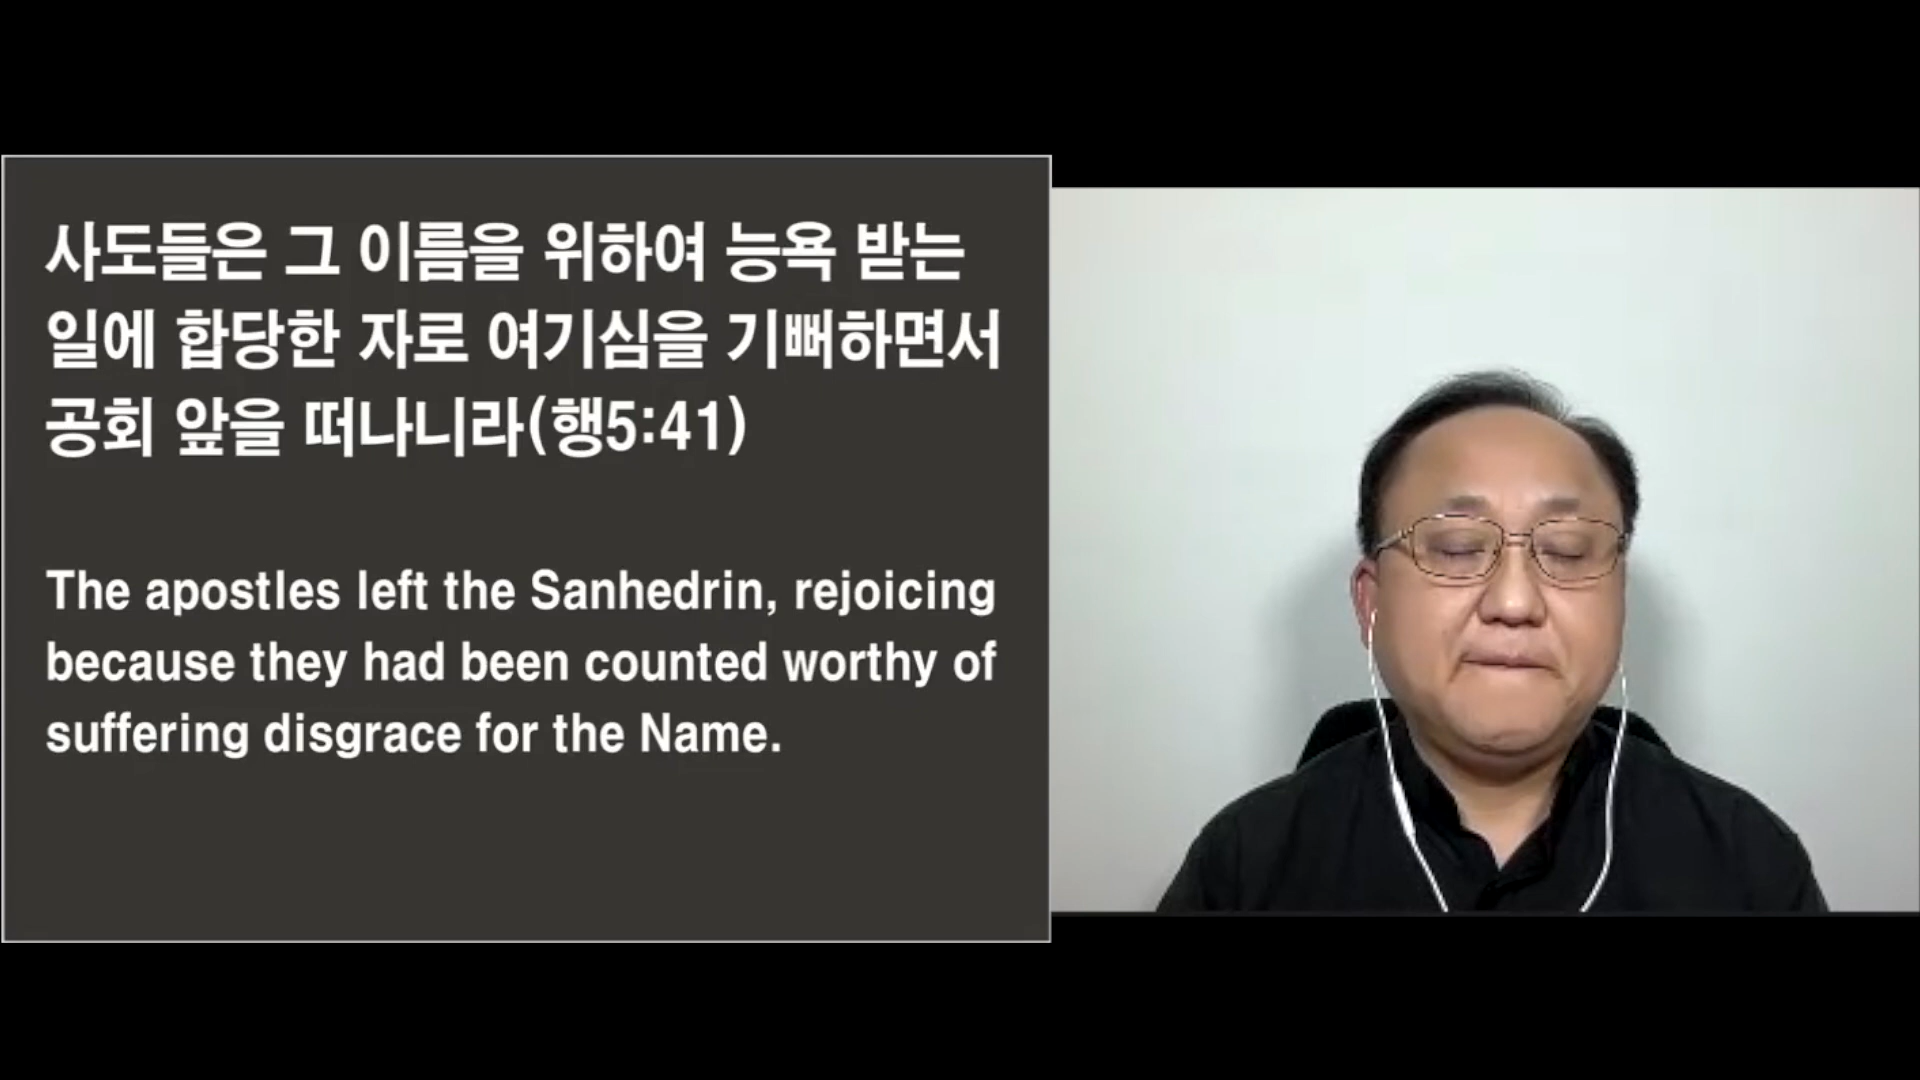 사도들은 그 이름을 위하여 능욕 받는
일에 합당한 자로 여기심을 기뻐하면서
공회 앞을 떠나니라(행5:41)
The apostles left the Sanhedrin, rejoicing
because they had been counted worthy of
suffering disgrace for the Name.